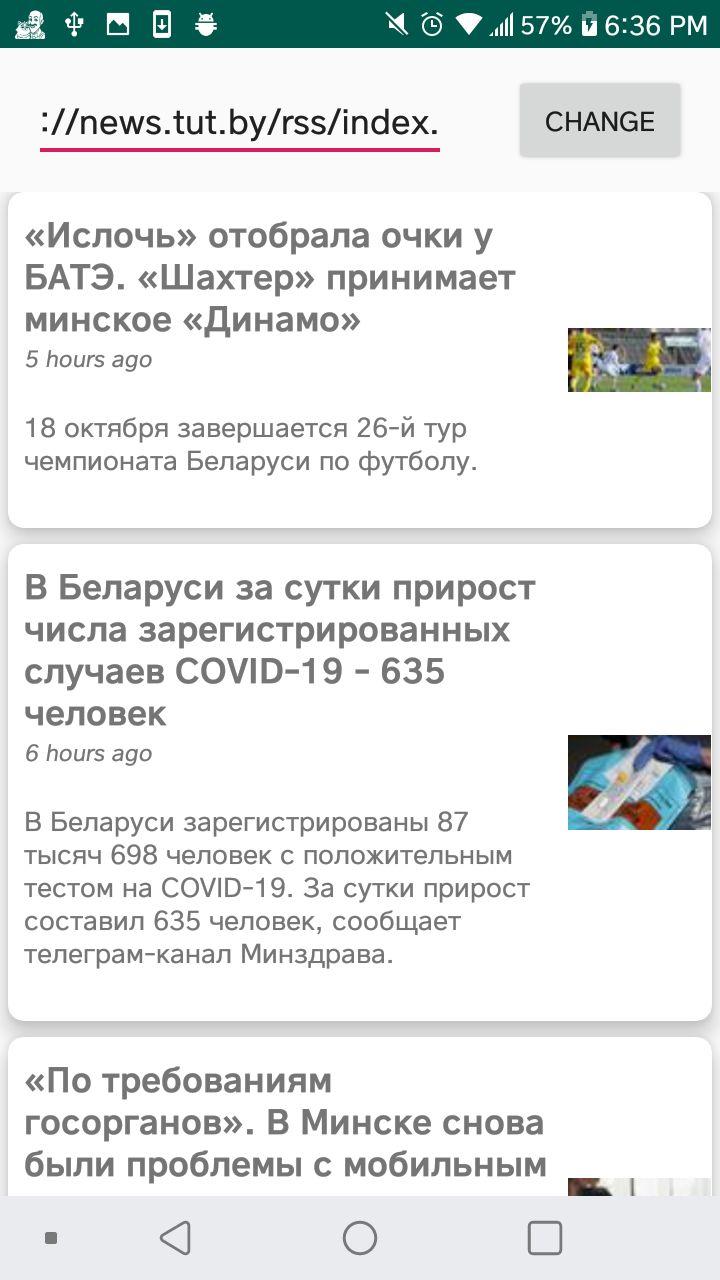 57% 6:36 PM
://news.tut.by/rss/index.
CHANGE
«Ислочь» отобрала очки у
БАТЭ. «Шахтер» принимает
минское «Динамо»
5 hours ago
18 октября завершается 26-й тур
чемпионата Беларуси по футболу.
В Беларуси за сутки прирост
числа зарегистрированных
случаев COVID-19 - 635
человек
6 hours ago
В Беларуси зарегистрированы 87
тысяч 698 человек с положительным
тестом на COVID-19. За сутки прирост
составил 635 человек, сообщает
телеграм-канал Минздрава.
«По требованиям
госорганов». В Минске снова
были проблемы с мобильным